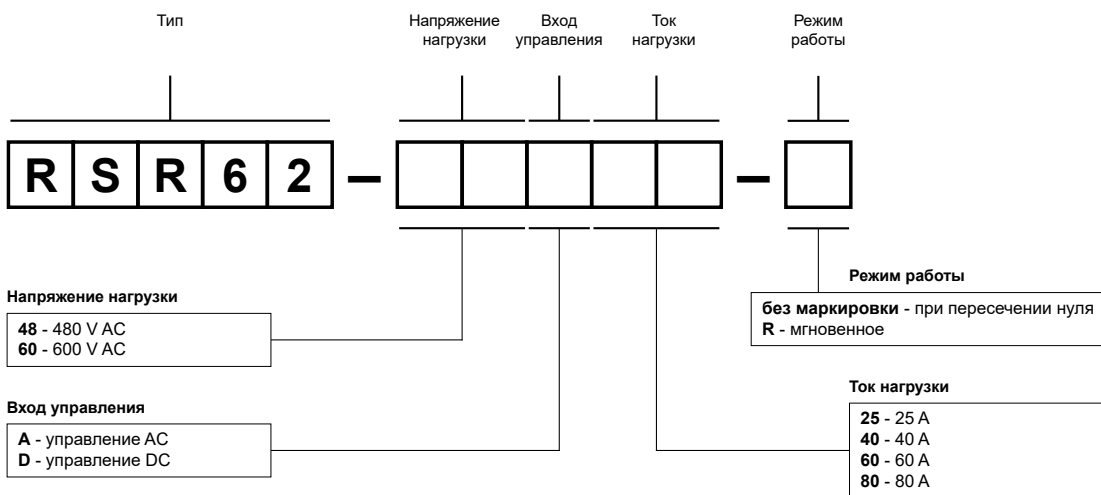 Тип
Напряжение
нагрузки
Вход
управления
Ток
нагрузки
Режим
работы
RSR62 – –
Напряжение нагрузки
48 - 480 V AC
60 - 600 V AC
Вход управления
A - управление AC
D - управление DC
Режим работы
без маркировки - при пересечении нуля
R - мгновенное
Ток нагрузки
25 - 25 A
40 - 40 A
60 - 60 A
80 - 80 A